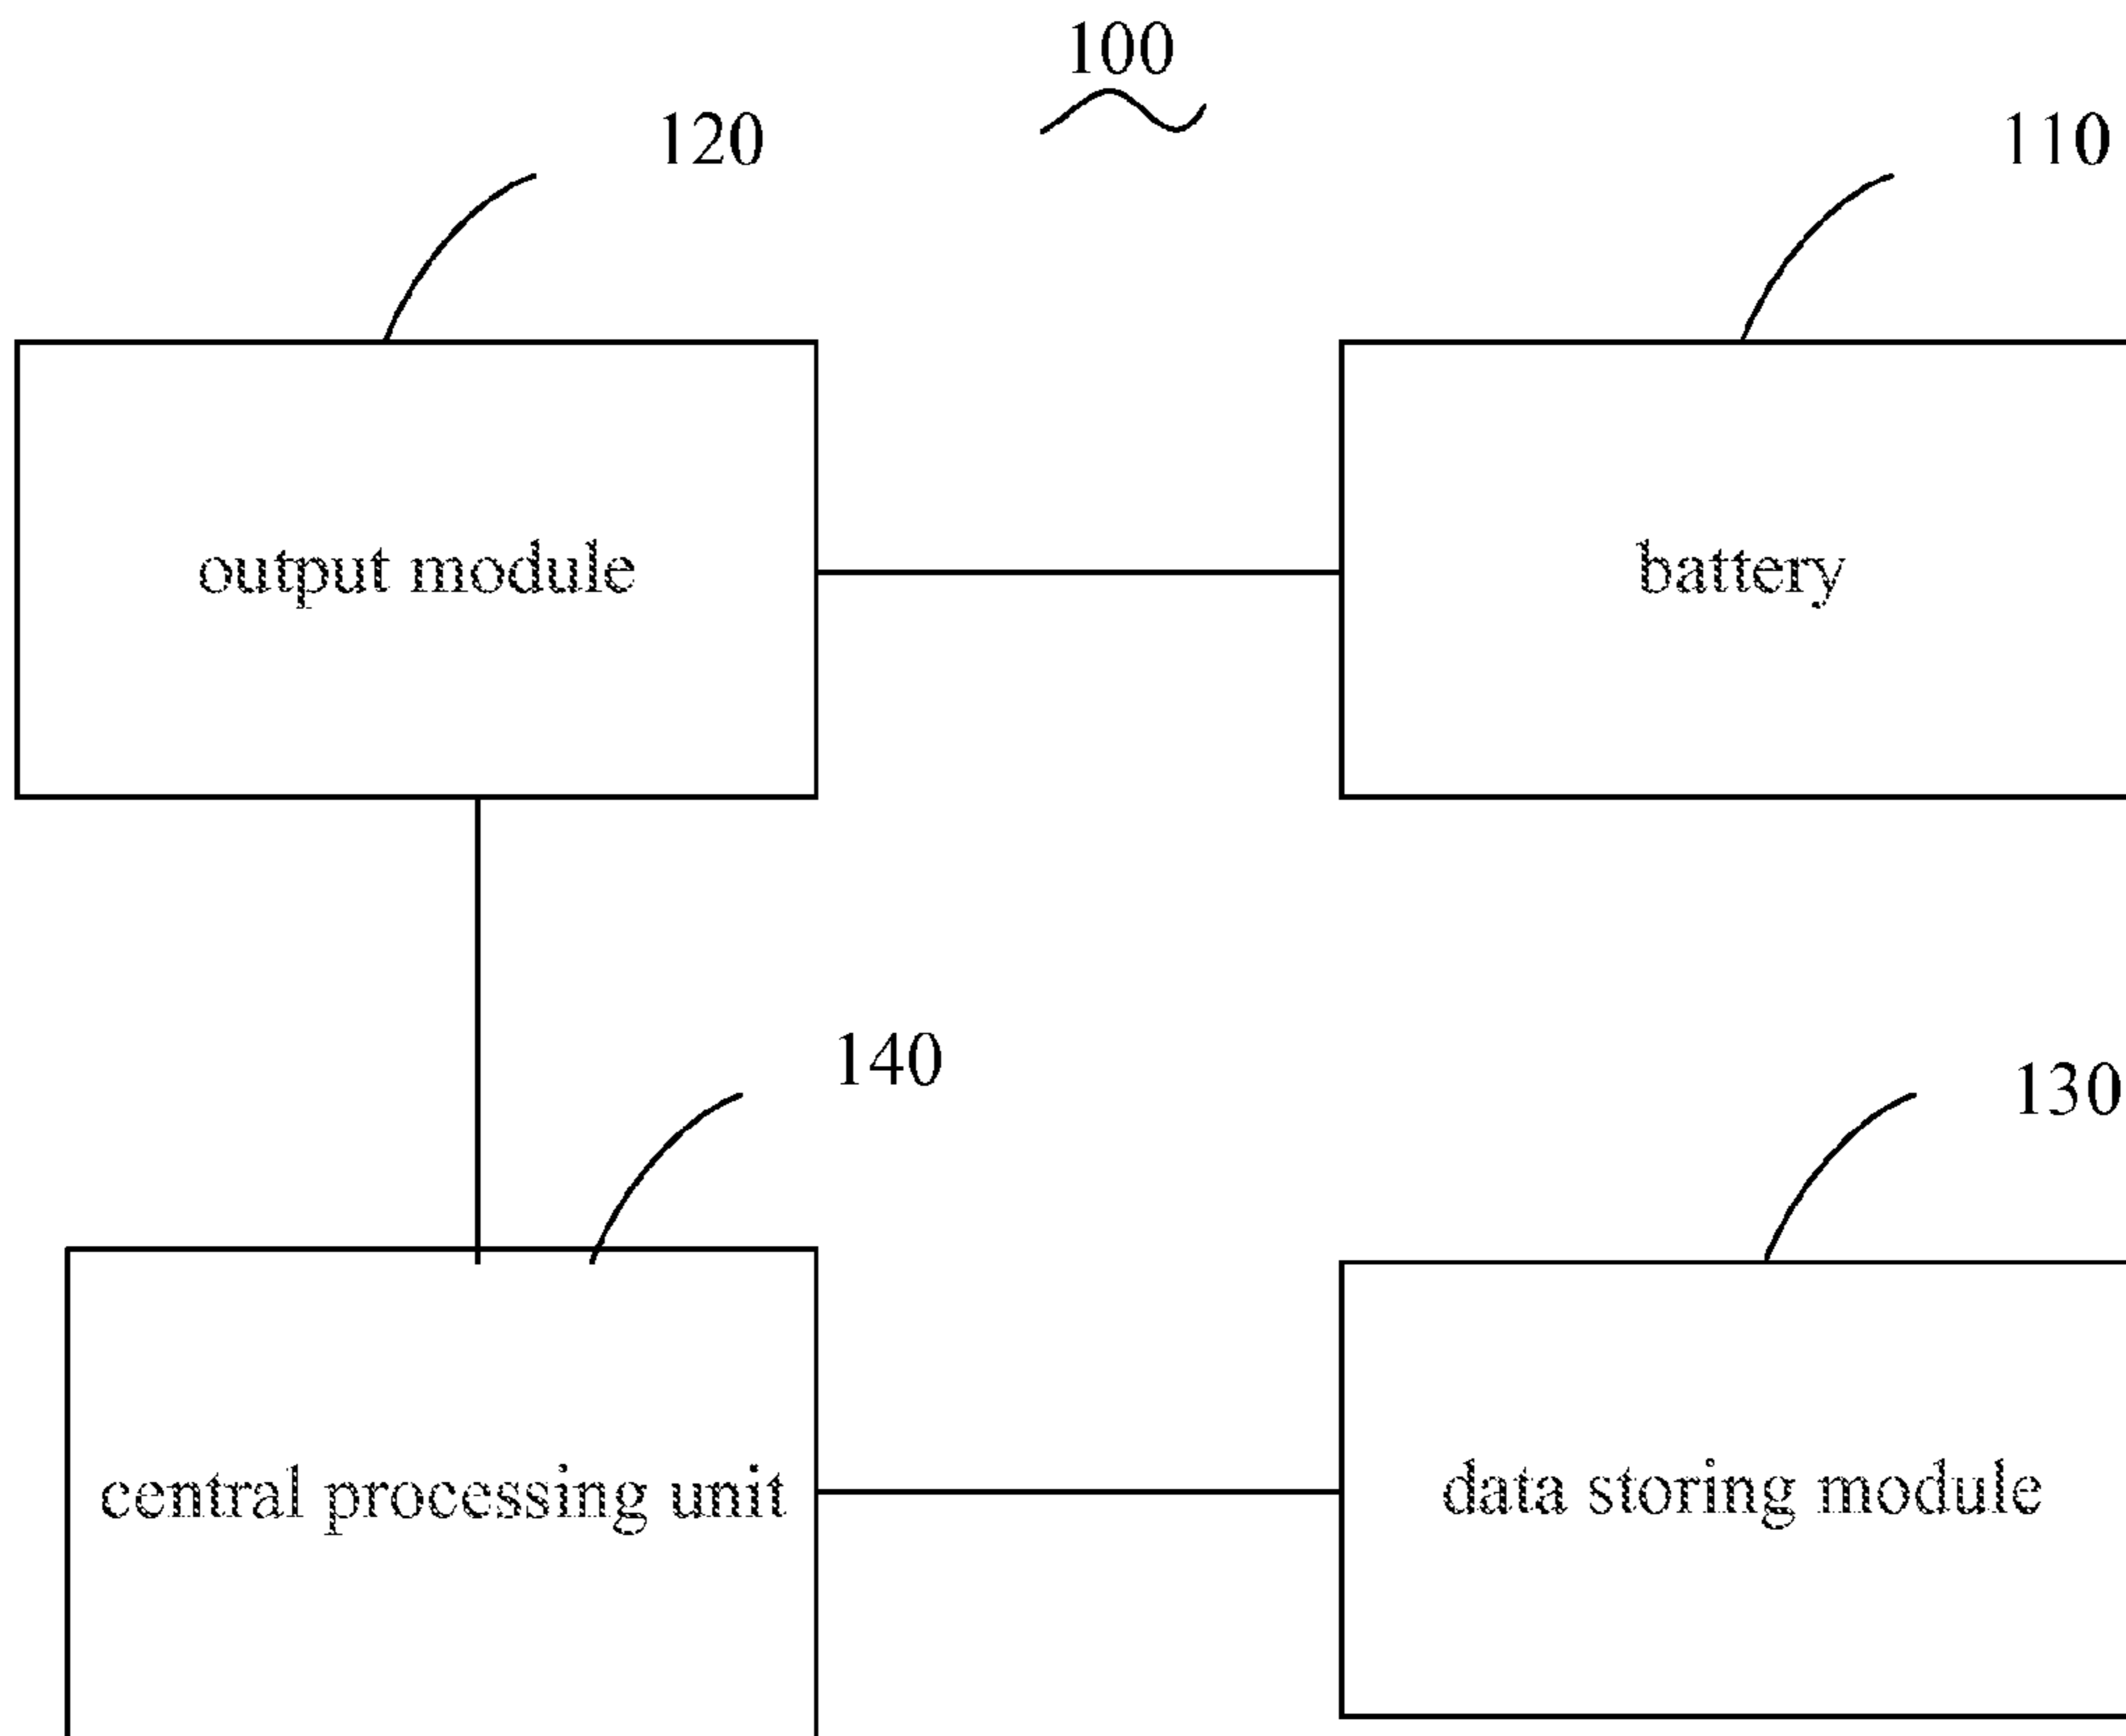 100
120
110
output module
battery
140
130
central processing unit
data storing module